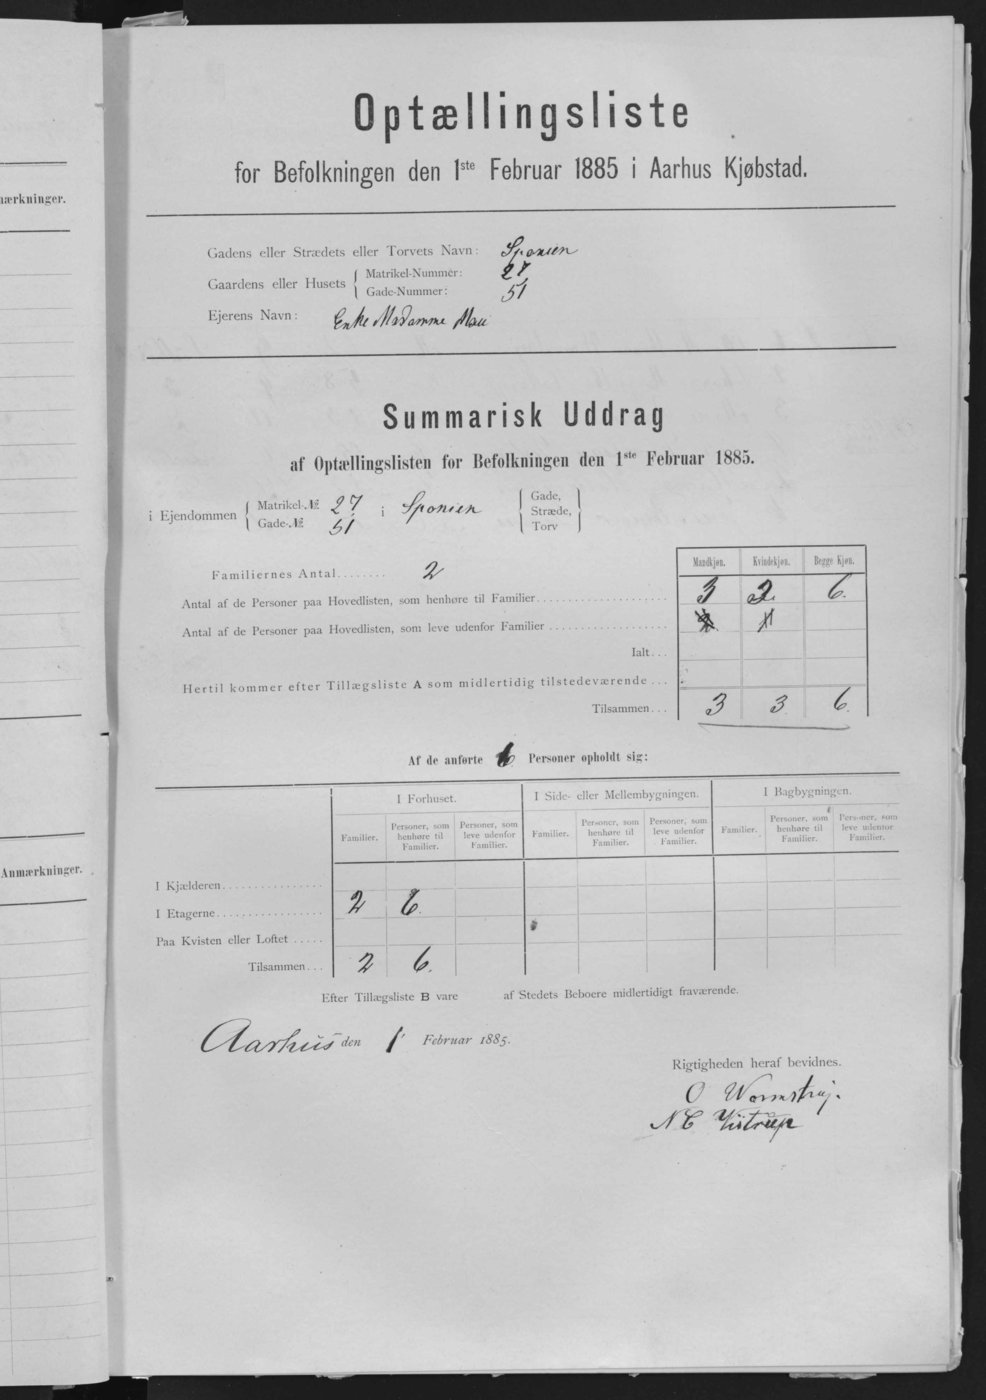 ærkninger.
Anmærkninger.
Optællingsliste
for Befolkningen den 1ste Februar 1885 i Aarhus Kjøbstad.
Gadens eller Strædets eller Torvets Navn: Sponien
Gaardens eller Husets { Matrikel-Nummer: 27
Gade-Nummer: 51
Ejerens Navn: Enke Madamme Mau
Summarisk Uddrag
af Optællingslisten for Befolkningen den 1ste Februar 1885.
i Ejendommen { Matrikel-№ 27 i Sponien { Gade, }
Gade-№ 51 Stræde,
Torv
Mandkjøn. Kvindekjøn. Begge Kjøn.
Familiernes Antal........ 2
Antal af de Personer paa Hovedlisten, som henhøre til Familier 3 6.
Antal af de Personer paa Hovedlisten, som leve udenfor Familier
Ialt...
Hertil kommer efter Tillægsliste A som midlertidig tilstedeværende...
Tilsammen... 3 3 6.
Af de anførte 6 Personer opholdt sig:
I Forhuset. I Side- eller Mellembygningen. I Bagbygningen.
Familier. Personer, som henhøre til Familier. Personer, som leve udenfor Familier. Familier. Personer, som henhøre til Familier. Personer, som leve udenfor Familier. Familier. Personer, som henhøre til Familier. Personer, som leve udenfor Familier.
I Kjælderen
I Etagerne 2 6.
Paa Kvisten eller Loftet
Tilsammen... 2 6.
Efter Tillægsliste B vare af Stedets Beboere midlertidigt fraværende.
Aarhus den 1 Februar 1885.
Rigtigheden heraf bevidnes.
O
N C